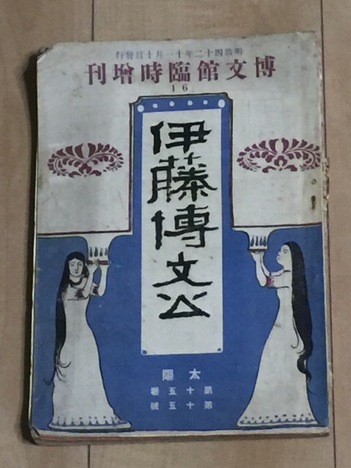 明治四十二年十一月十日發行
博文館臨時增刊
16
伊藤博文公
太陽
第十五卷
第十五號